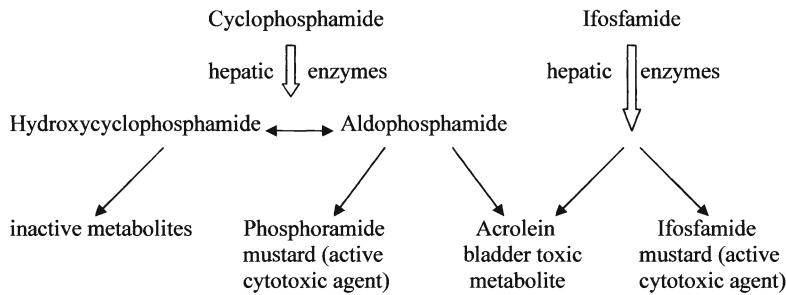 Cyclophosphamide Ifosfamide
hepatic enzymes hepatic enzymes
Hydroxycyclophosphamide Aldophosphamide
inactive metabolites Phosphoramide Acrolein Ifosfamide
mustard (active bladder toxic mustard (active
cytotoxic agent) metabolite cytotoxic agent)